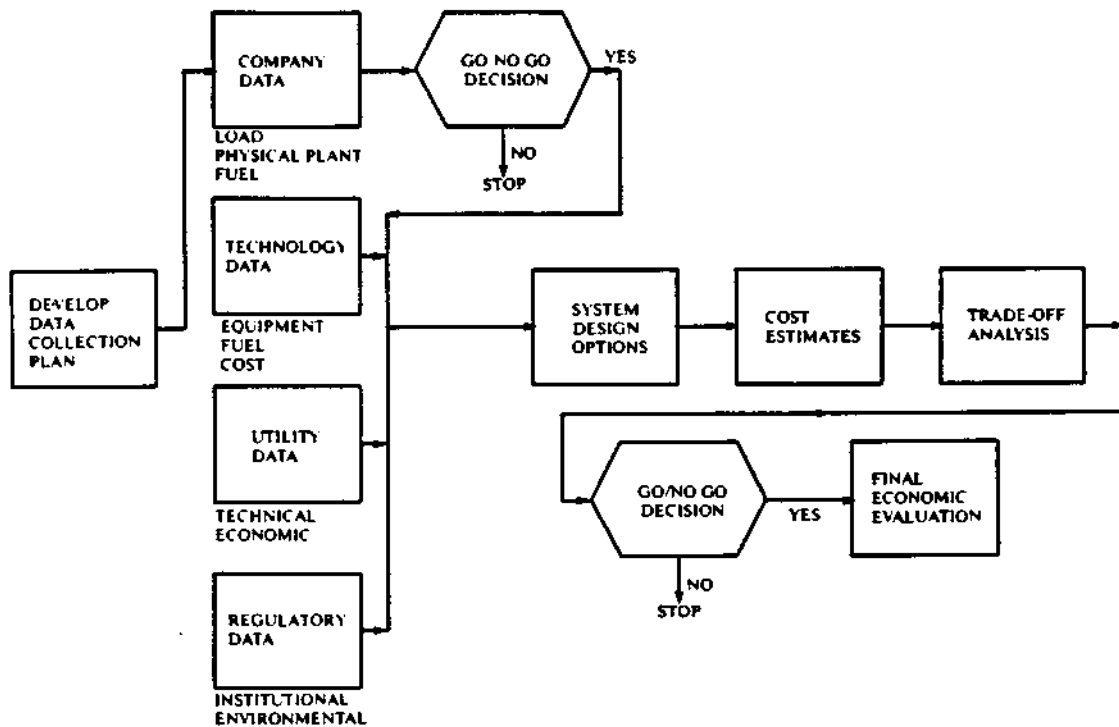 COMPANY
DATA
GO NO GO
DECISION
YES
LOAD
PHYSICAL PLANT
FUEL
NO
STOP
TECHNOLOGY
DATA
DEVELOP
DATA
COLLECTION
PLAN
EQUIPMENT
FUEL
COST
SYSTEM
DESIGN
OPTIONS
COST
ESTIMATES
TRADE-OFF
ANALYSIS
UTILITY
DATA
TECHNICAL
ECONOMIC
GO/NO GO
DECISION
YES
FINAL
ECONOMIC
EVALUATION
NO
STOP
REGULATORY
DATA
INSTITUTIONAL
ENVIRONMENTAL